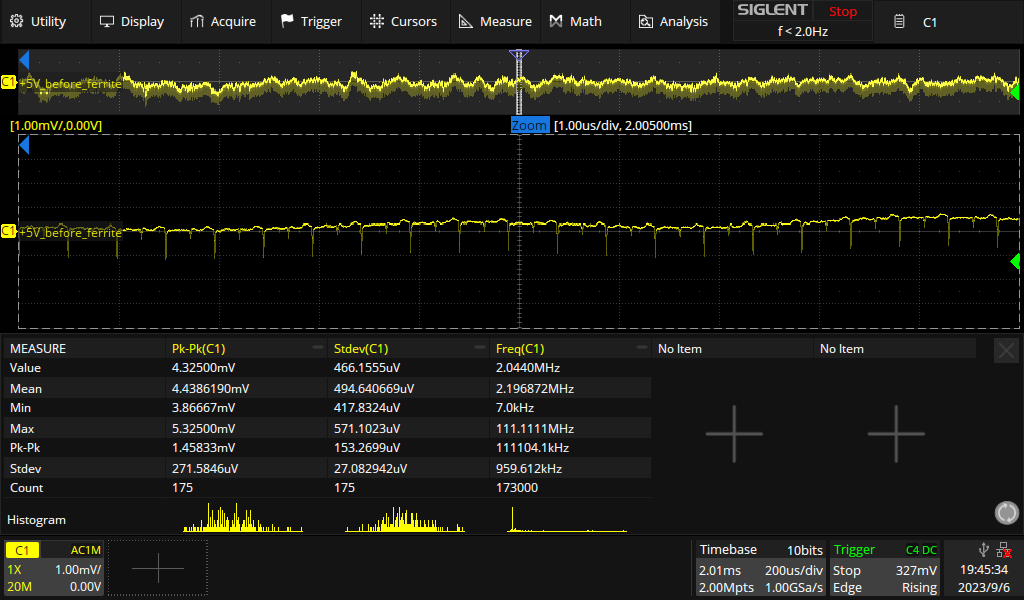 Utility Display Acquire Trigger Cursors Measure Math Analysis SIGLENT Stop C1
f < 2.0Hz
C1 +5V_before_ferrite
[1.00mV/,0.00V] Zoom [1.00us/div, 2.00500ms]
C1 +5V_before_ferrite
MEASURE Pk-Pk(C1) Stdev(C1) Freq(C1) No Item No Item
Value 4.32500mV 466.1555uV 2.0440MHz
Mean 4.4386190mV 494.640669uV 2.196872MHz
Min 3.86667mV 417.8324uV 7.0kHz
Max 5.32500mV 571.1023uV 111.1111MHz
Pk-Pk 1.45833mV 153.2699uV 111104.1kHz
Stdev 271.5846uV 27.082942uV 959.612kHz
Count 175 175 173000
Histogram
C1 AC1M Timebase 10bits Trigger C4 DC
1X 1.00mV/ 2.01ms 200us/div Stop 327mV 19:45:34
20M 0.00V 2.00Mpts 1.00GSa/s Edge Rising 2023/9/6